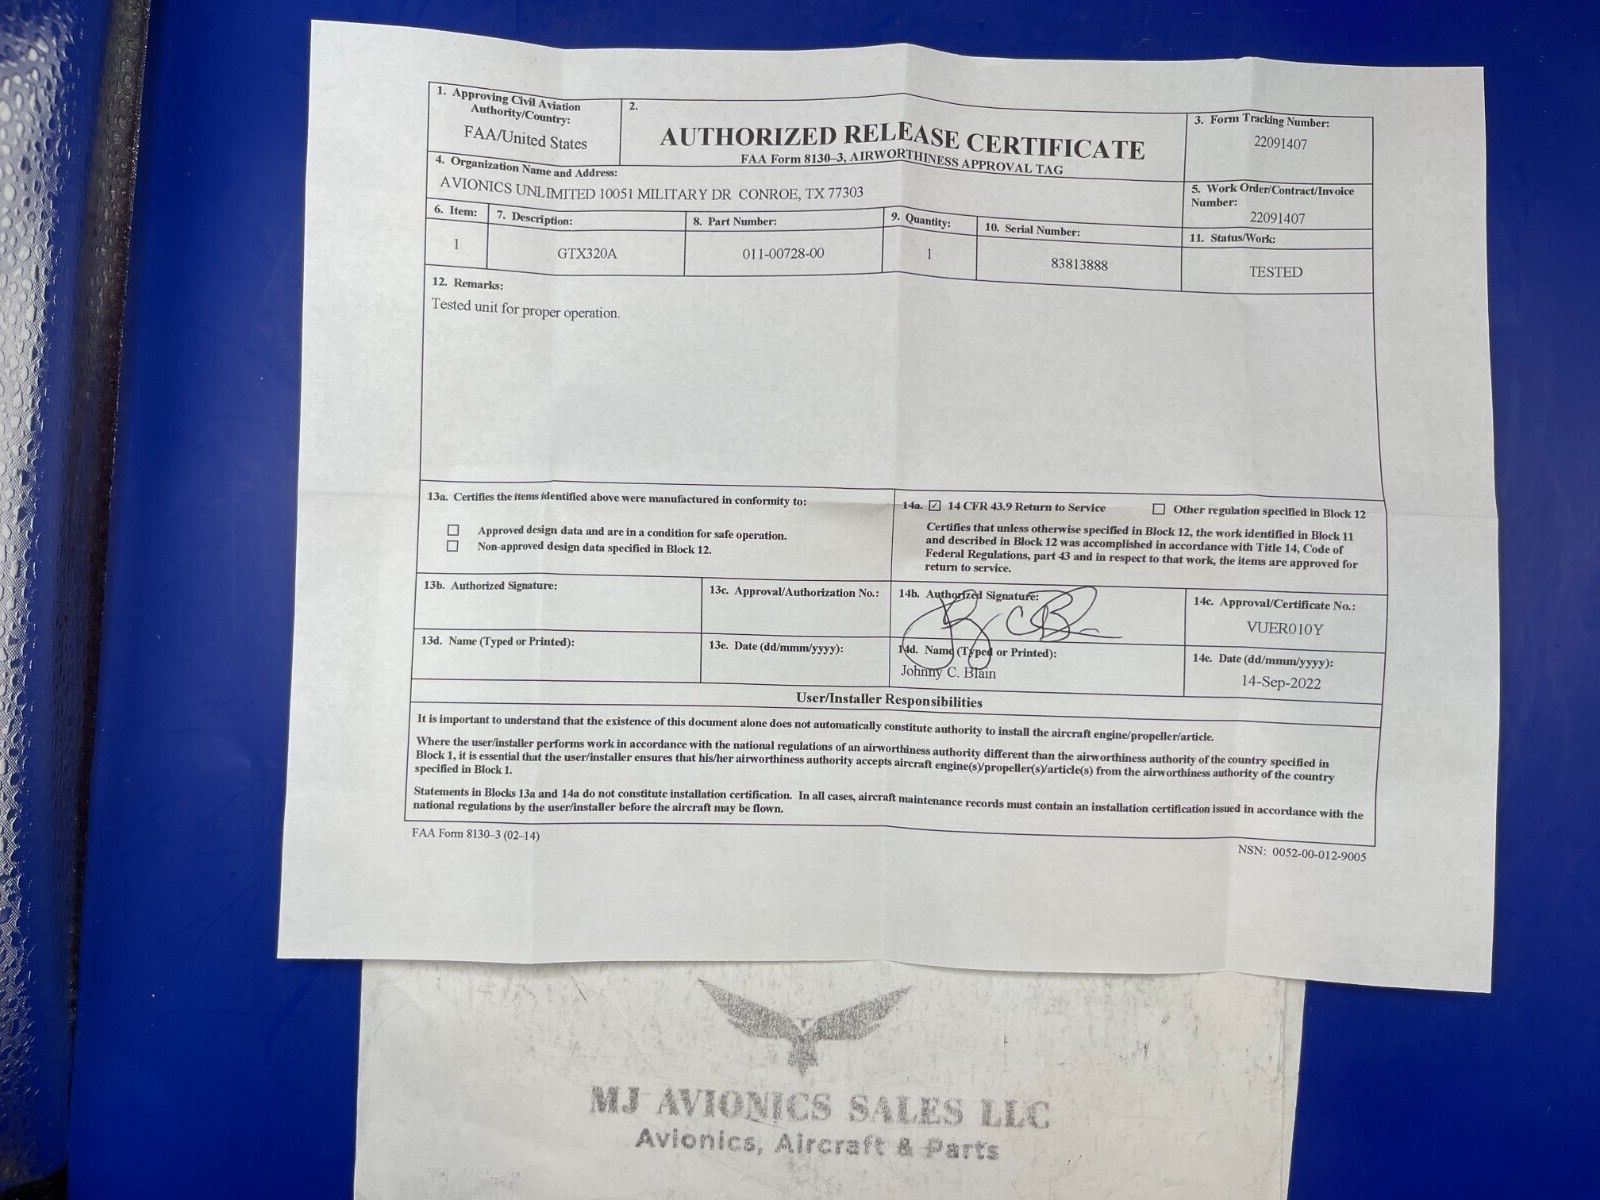 1. Approving Civil Aviation
Authority/Country:
FAA/United States
2.
AUTHORIZED RELEASE CERTIFICATE
FAA Form 8130–3, AIRWORTHINESS APPROVAL TAG
3. Form Tracking Number:
22091407
4. Organization Name and Address:
AVIONICS UNLIMITED 10051 MILITARY DR CONROE, TX 77303
5. Work Order/Contract/Invoice
Number:
22091407
6. Item:
1
7. Description:
GTX320A
8. Part Number:
011-00728-00
9. Quantity:
1
10. Serial Number:
83813888
11. Status/Work:
TESTED
12. Remarks:
Tested unit for proper operation.
13a. Certifies the items identified above were manufactured in conformity to:
Approved design data and are in a condition for safe operation.
Non-approved design data specified in Block 12.
14a. ☑ 14 CFR 43.9 Return to Service ☐ Other regulation specified in Block 12
Certifies that unless otherwise specified in Block 12, the work identified in Block 11
and described in Block 12 was accomplished in accordance with Title 14, Code of
Federal Regulations, part 43 and in respect to that work, the items are approved for
return to service.
13b. Authorized Signature:
13c. Approval/Authorization No.:
14b. Authorized Signature:
14c. Approval/Certificate No.:
VUER010Y
13d. Name (Typed or Printed):
13e. Date (dd/mmm/yyyy):
14d. Name (Typed or Printed):
Johnny C. Blain
14e. Date (dd/mmm/yyyy):
14-Sep-2022
User/Installer Responsibilities
It is important to understand that the existence of this document alone does not automatically constitute authority to install the aircraft engine/propeller/article.
Where the user/installer performs work in accordance with the national regulations of an airworthiness authority different than the airworthiness authority of the country specified in
Block 1, it is essential that the user/installer ensures that his/her airworthiness authority accepts aircraft engine(s)/propeller(s)/article(s) from the airworthiness authority of the country
specified in Block 1.
Statements in Blocks 13a and 14a do not constitute installation certification. In all cases, aircraft maintenance records must contain an installation certification issued in accordance with the
national regulations by the user/installer before the aircraft may be flown.
FAA Form 8130–3 (02–14)
NSN: 0052-00-012-9005
MJ AVIONICS SALES LLC
Avionics, Aircraft & Parts